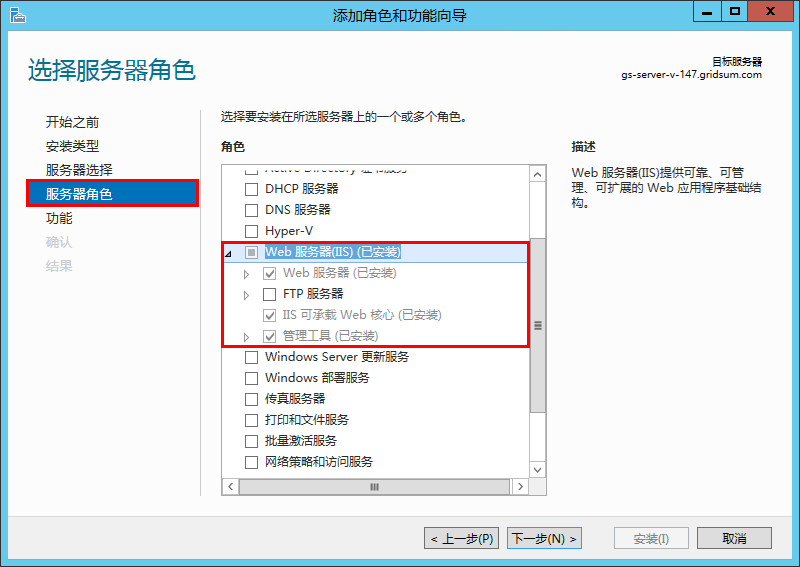 添加角色和功能向导
选择服务器角色
目标服务器
gs-server-v-147.gridsum.com
开始之前
安装类型
服务器选择
服务器角色
功能
确认
结果
选择要安装在所选服务器上的一个或多个角色。
角色
Active Directory 证书服务
DHCP 服务器
DNS 服务器
Hyper-V
Web 服务器(IIS) (已安装)
Web 服务器 (已安装)
FTP 服务器
IIS 可承载 Web 核心 (已安装)
管理工具 (已安装)
Windows Server 更新服务
Windows 部署服务
传真服务器
打印和文件服务
批量激活服务
网络策略和访问服务
描述
Web 服务器(IIS)提供可靠、可管
理、可扩展的 Web 应用程序基础结
构。
< 上一步(P)
下一步(N) >
安装(I)
取消